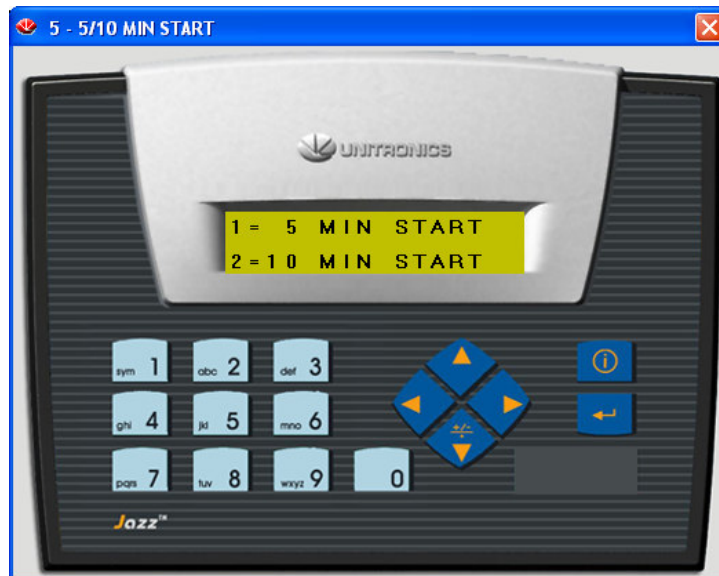 5 - 5/10 MIN START
UNITRONICS
1 = 5 MIN START
2 = 10 MIN START
sym 1 abc 2 def 3
ghi 4 jkl 5 mno 6 +/-
pqrs 7 tuv 8 wxyz 9 0
Jazz™